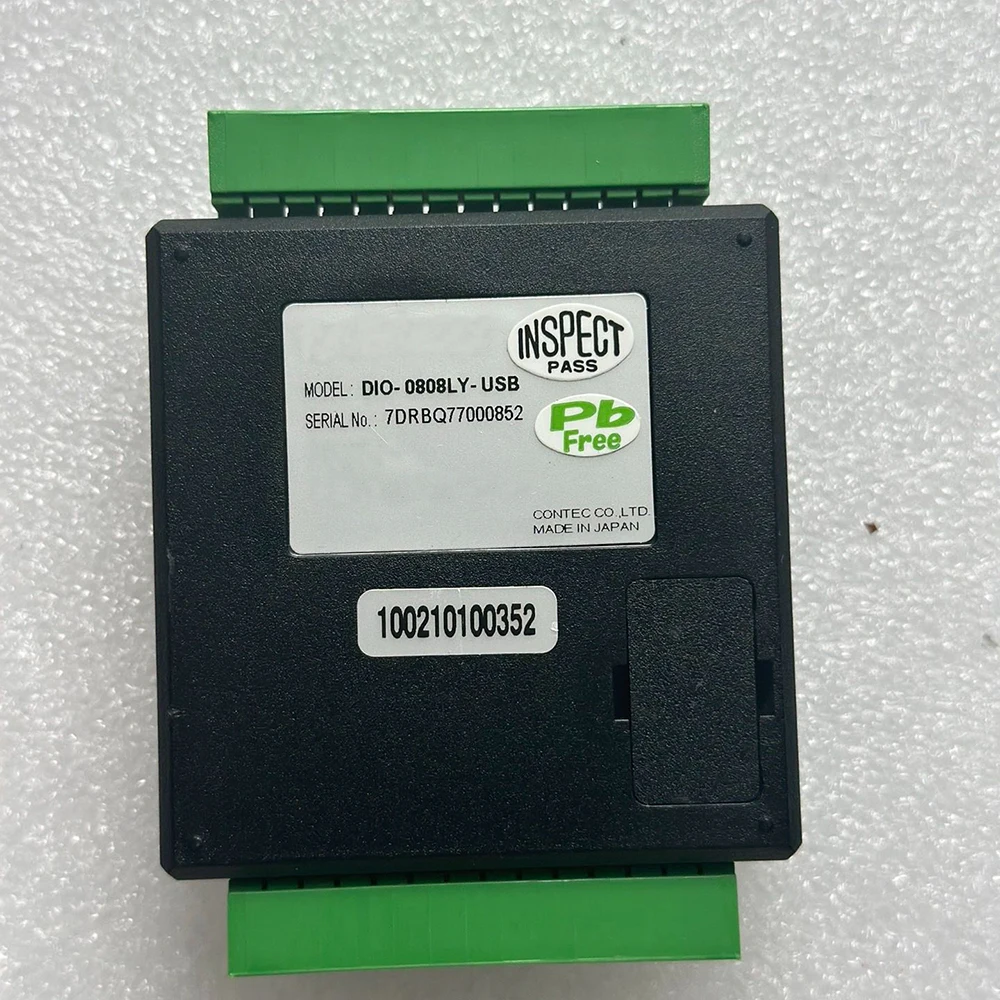 INSPECT
PASS
MODEL: DIO-0808LY-USB
SERIAL No.: 7DRBQ77000852
Pb
Free
CONTEC CO.,LTD.
MADE IN JAPAN
100210100352